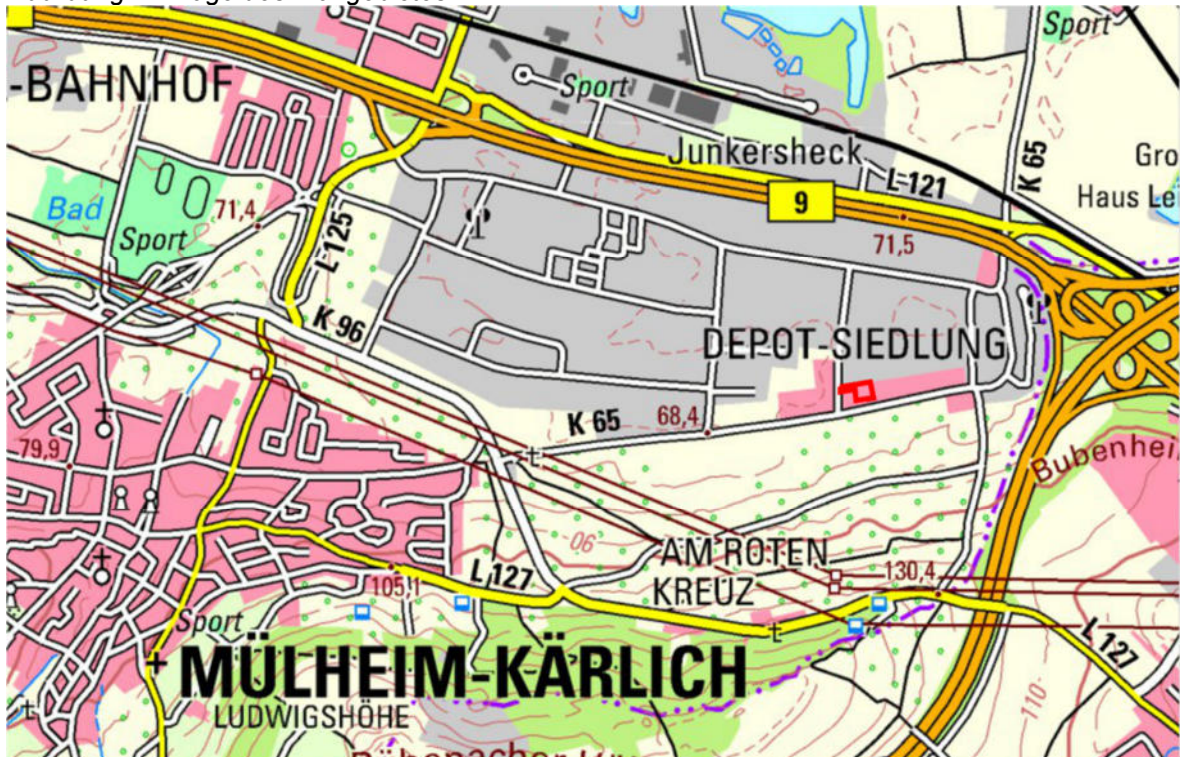 Sport
-BAHNHOF
Sport
Junkersheck
L 121
K 65
Gro
Haus Le
9
Bad
71,4
71,5
Sport
L 125
K 96
DEPOT-SIEDLUNG
K 65
68,4
79,9
Bubenhei
06
AM ROTEN
KREUZ
130,4
L 127
105,1
Sport
L 127
MÜLHEIM-KÄRLICH
LUDWIGSHÖHE
110